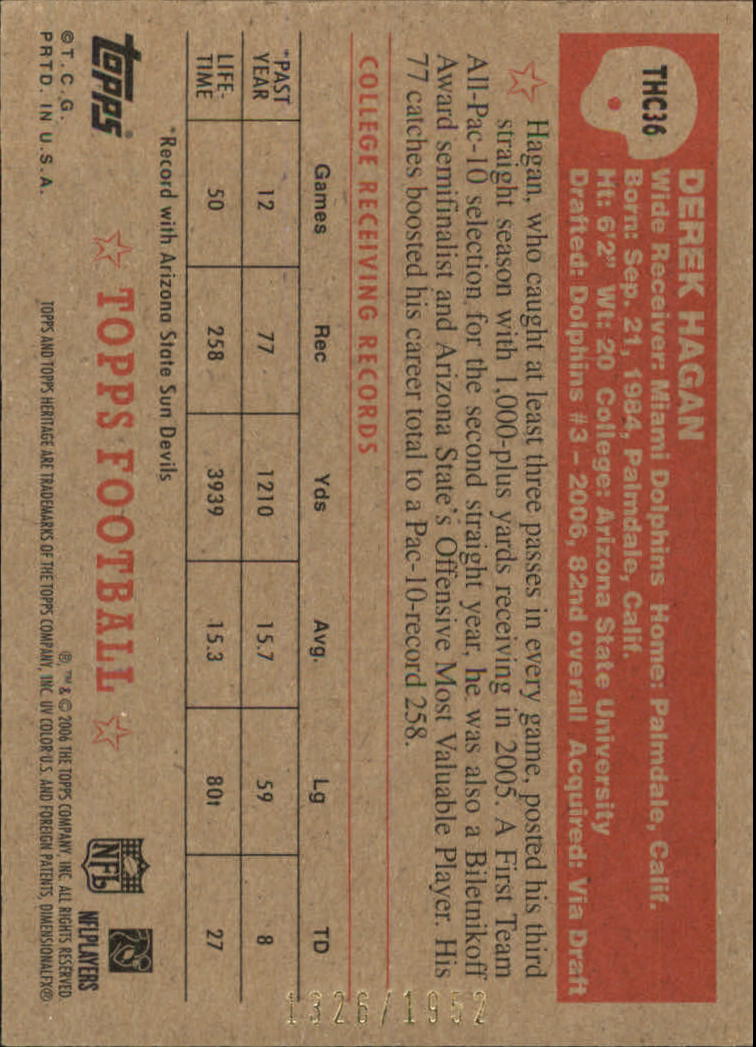 THC36
DEREK HAGAN
Wide Receiver: Miami Dolphins Home: Palmdale, Calif.
Born: Sep. 21, 1984, Palmdale, Calif.
Ht: 6'2" Wt: 20 College: Arizona State University
Drafted: Dolphins #3 – 2006, 82nd overall Acquired: Via Draft
Hagan, who caught at least three passes in every game, posted his third
straight season with 1,000-plus yards receiving in 2005. A First Team
All-Pac-10 selection for the second straight year, he was also a Biletnikoff
Award semifinalist and Arizona State's Offensive Most Valuable Player. His
77 catches boosted his career total to a Pac-10-record 258.
COLLEGE RECEIVING RECORDS
Games Rec Yds Avg. Lg TD
*PAST YEAR 12 77 1210 15.7 59 8
LIFE-TIME 50 258 3939 15.3 80t 27
*Record with Arizona State Sun Devils
1326/1952
topps
☆ TOPPS FOOTBALL ☆
NFL
NFLPLAYERS
© T. C. G.
PRTD. IN U.S.A.
®, ™ & © 2006 THE TOPPS COMPANY, INC. ALL RIGHTS RESERVED.
TOPPS AND TOPPS HERITAGE ARE TRADEMARKS OF THE TOPPS COMPANY, INC. UV COLOR U.S. AND FOREIGN PATENTS, DIMENSIONALFX®